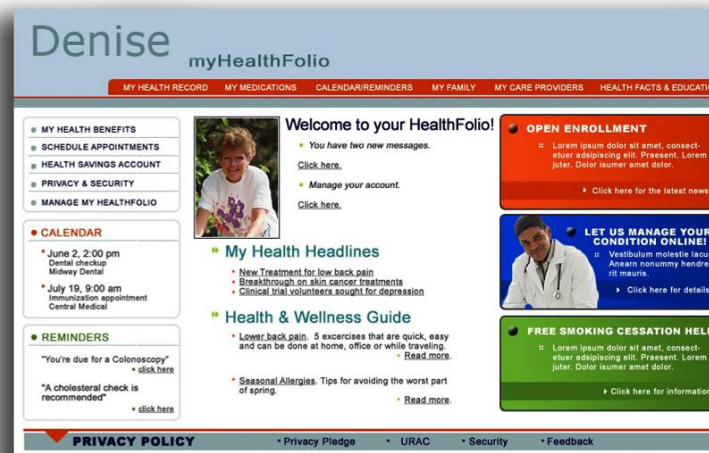 Denise
myHealthFolio
MY HEALTH RECORD MY MEDICATIONS CALENDAR/REMINDERS MY FAMILY MY CARE PROVIDERS HEALTH FACTS & EDUCATIO
MY HEALTH BENEFITS
SCHEDULE APPOINTMENTS
HEALTH SAVINGS ACCOUNT
PRIVACY & SECURITY
MANAGE MY HEALTHFOLIO
CALENDAR
June 2, 2:00 pm
Dental checkup
Midway Dental
July 19, 9:00 am
Immunization appointment
Central Medical
REMINDERS
"You're due for a Colonoscopy"
click here
"A cholesteral check is
recommended"
click here
Welcome to your HealthFolio!
You have two new messages.
Click here.
Manage your account.
Click here.
My Health Headlines
New Treatment for low back pain
Breakthrough on skin cancer treatments
Clinical trial volunteers sought for depression
Health & Wellness Guide
Lower back pain. 5 excercises that are quick, easy
and can be done at home, office or while traveling.
Read more.
Seasonal Allergies. Tips for avoiding the worst part
of spring.
Read more.
OPEN ENROLLMENT
Lorem ipsum dolor sit amet, consect-
etuer adsipiscing elit. Praesent. Lorem
juter. Dolor isumer amet dolor.
Click here for the latest news
LET US MANAGE YOUR
CONDITION ONLINE!
Vestibulum molestie lacus
Anearn nonummy hendre
rit mauris.
Click here for details
FREE SMOKING CESSATION HELP
Lorem ipsum dolor sit amet, consect-
etuer adsipiscing elit. Praesent. Lorem
juter. Dolor isumer amet dolor.
Click here for information
PRIVACY POLICY • Privacy Pledge • URAC • Security • Feedback